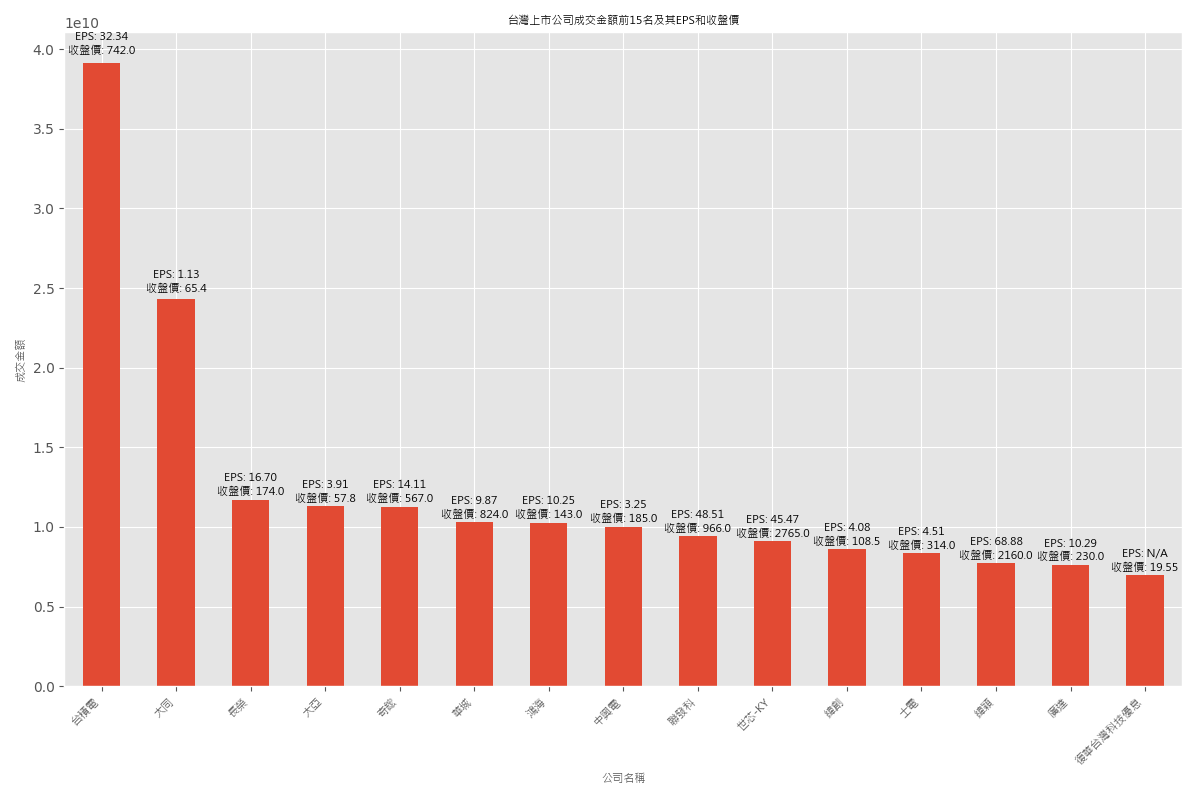 台灣上市公司成交金額前15名及其EPS和收盤價
1e10
4.0
3.5
3.0
2.5
2.0
1.5
1.0
0.5
0.0
成交金額
EPS: 32.34
收盤價: 742.0
EPS: 1.13
收盤價: 65.4
EPS: 16.70
收盤價: 174.0
EPS: 3.91
收盤價: 57.8
EPS: 14.11
收盤價: 567.0
EPS: 9.87
收盤價: 824.0
EPS: 10.25
收盤價: 143.0
EPS: 3.25
收盤價: 185.0
EPS: 48.51
收盤價: 966.0
EPS: 45.47
收盤價: 2765.0
EPS: 4.08
收盤價: 108.5
EPS: 4.51
收盤價: 314.0
EPS: 68.88
收盤價: 2160.0
EPS: 10.29
收盤價: 230.0
EPS: N/A
收盤價: 19.55
台積電
大同
長榮
大亞
奇鋐
華城
鴻海
中興電
聯發科
世芯-KY
緯創
士電
緯穎
廣達
復華台灣科技優息
公司名稱